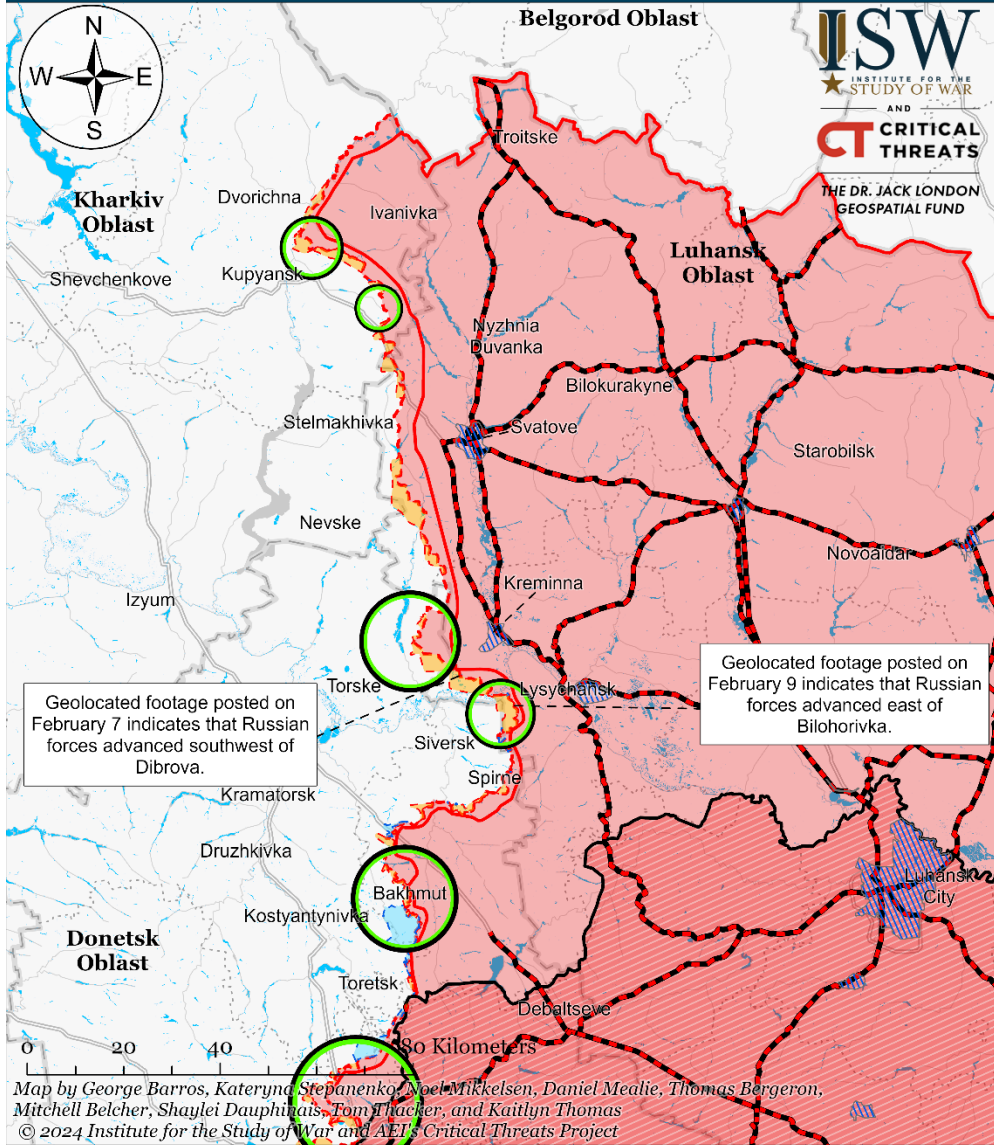 Belgorod Oblast
N
W
E
S
ISW
INSTITUTE FOR THE
STUDY OF WAR
AND
CT CRITICAL
THREATS
THE DR. JACK LONDON
GEOSPATIAL FUND
Troitske
Dvorichna
Kharkiv
Oblast
Ivanivka
Luhansk
Oblast
Shevchenkove
Kupyansk
Nyzhnia
Duvanka
Bilokurakyne
Stelmakhivka
Svatove
Starobilsk
Nevske
Novoaidar
Kreminna
Izyum
Torske
Lysychansk
Geolocated footage posted on
February 9 indicates that Russian
forces advanced east of
Bilohorivka.
Geolocated footage posted on
February 7 indicates that Russian
forces advanced southwest of
Dibrova.
Siversk
Spirne
Kramatorsk
Druzhkivka
Bakhmut
Luhansk
City
Kostyantynivka
Donetsk
Oblast
Toretsk
Debaltseve
0 20 40 80 Kilometers
Map by George Barros, Kateryna Stepanenko, Noel Mikkelsen, Daniel Mealie, Thomas Bergeron,
Mitchell Belcher, Shaylei Dauphinais, Tom Thacker, and Kaitlyn Thomas
© 2024 Institute for the Study of War and AEI's Critical Threats Project